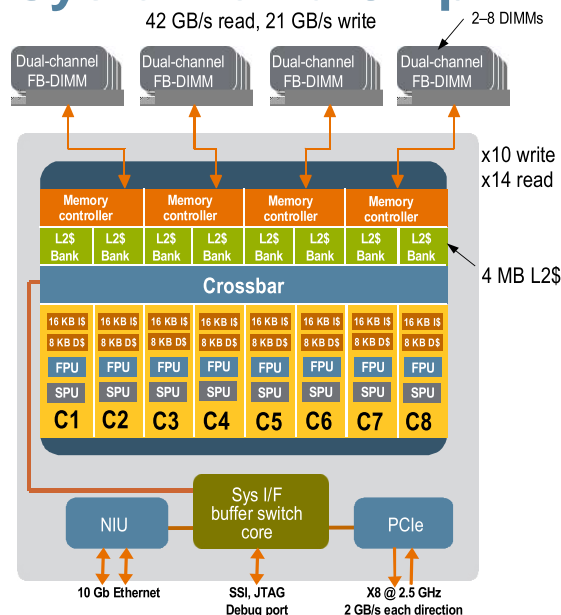 42 GB/s read, 21 GB/s write
2–8 DIMMs
Dual-channel
FB-DIMM
Dual-channel
FB-DIMM
Dual-channel
FB-DIMM
Dual-channel
FB-DIMM
x10 write
x14 read
Memory
controller
Memory
controller
Memory
controller
Memory
controller
L2$
Bank
L2$
Bank
L2$
Bank
L2$
Bank
L2$
Bank
L2$
Bank
L2$
Bank
L2$
Bank
4 MB L2$
Crossbar
16 KB I$ 16 KB I$ 16 KB I$ 16 KB I$ 16 KB I$ 16 KB I$ 16 KB I$ 16 KB I$
8 KB D$ 8 KB D$ 8 KB D$ 8 KB D$ 8 KB D$ 8 KB D$ 8 KB D$ 8 KB D$
FPU FPU FPU FPU FPU FPU FPU FPU
SPU SPU SPU SPU SPU SPU SPU SPU
C1 C2 C3 C4 C5 C6 C7 C8
NIU
Sys I/F
buffer switch
core
PCIe
10 Gb Ethernet
SSI, JTAG
Debug port
X8 @ 2.5 GHz
2 GB/s each direction